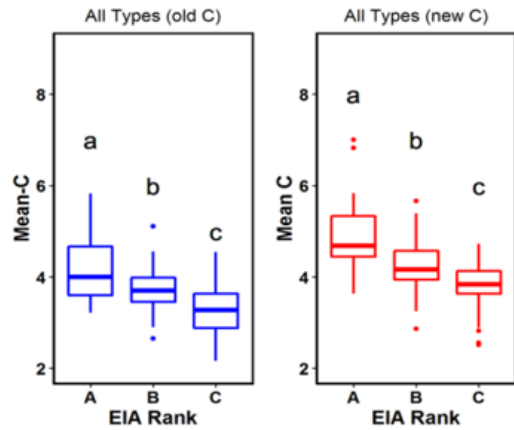 All Types (old C)
Mean-C
8
6
4
2
a
b
c
A B C
EIA Rank
All Types (new C)
Mean C
8
6
4
2
a
b
c
A B C
EIA Rank